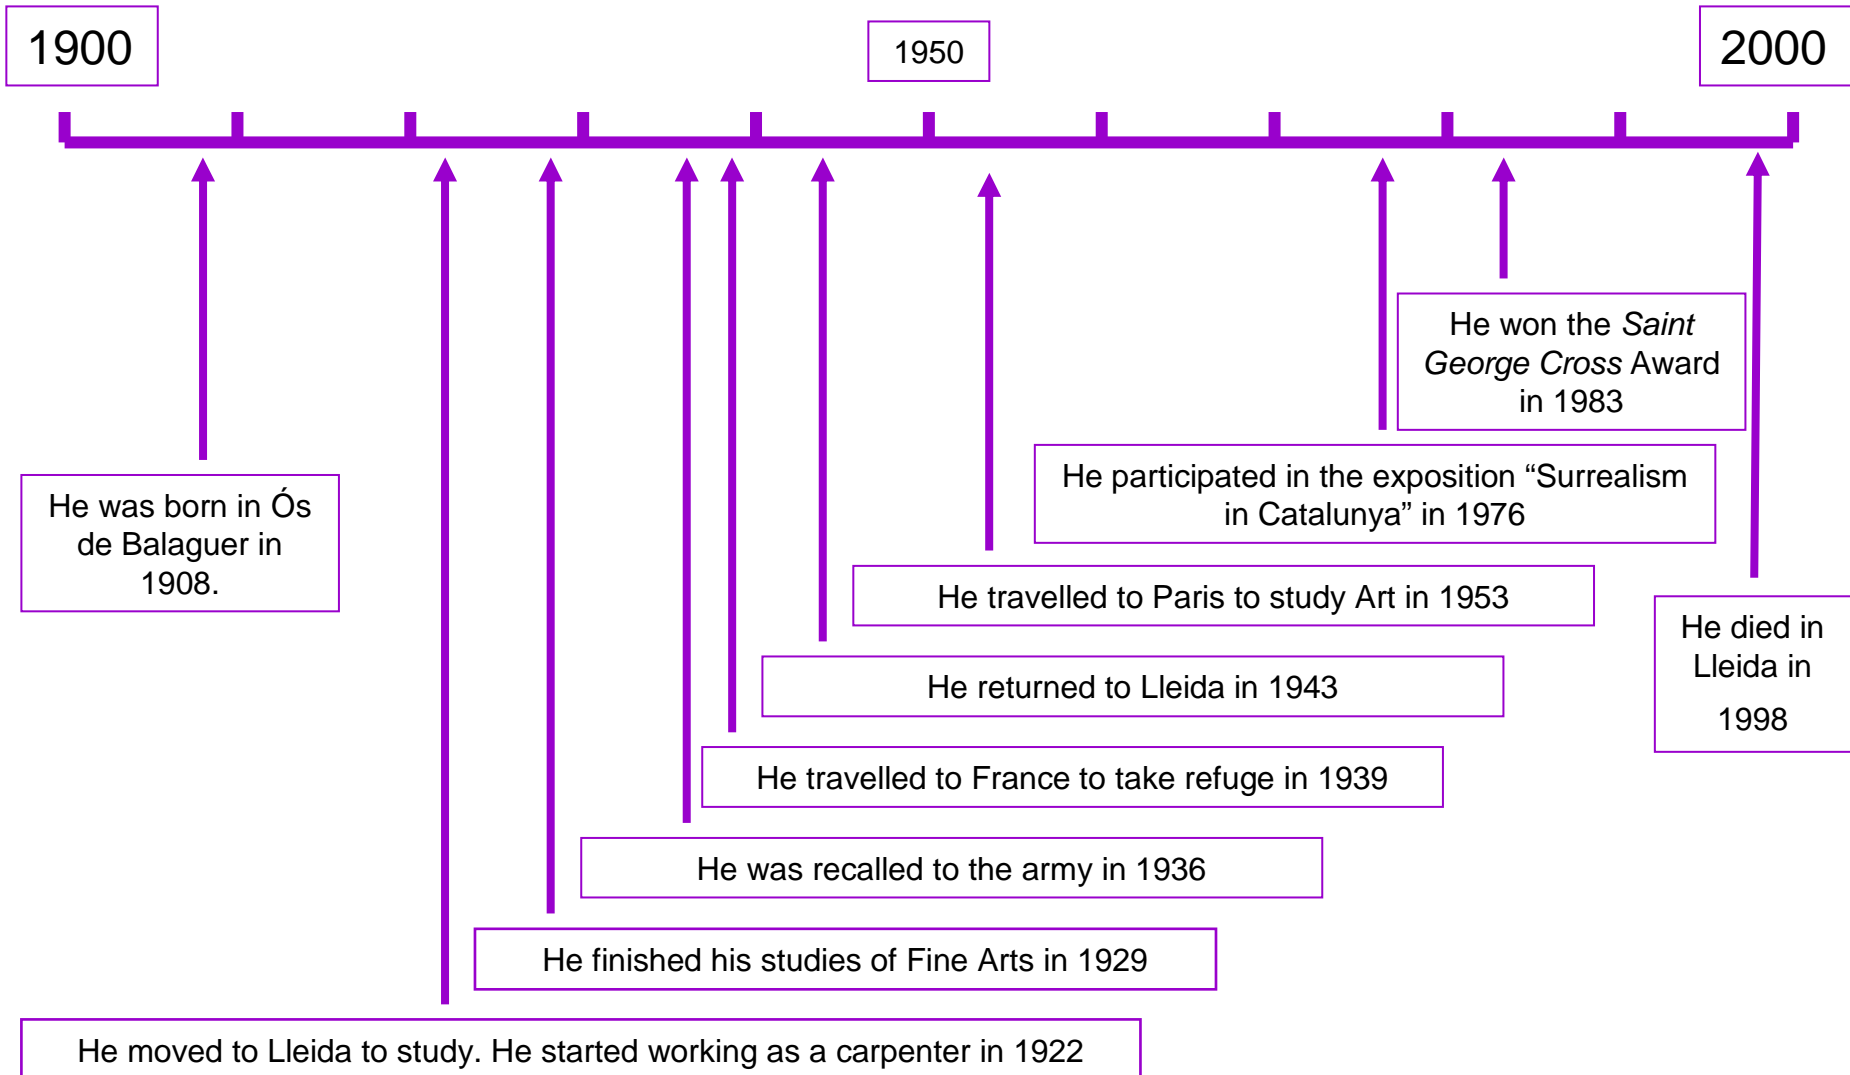 1900
1950
2000
He won the Saint
George Cross Award
in 1983
He participated in the exposition “Surrealism
in Catalunya” in 1976
He was born in Ós
de Balaguer in
1908.
He travelled to Paris to study Art in 1953
He died in
Lleida in
1998
He returned to Lleida in 1943
He travelled to France to take refuge in 1939
He was recalled to the army in 1936
He finished his studies of Fine Arts in 1929
He moved to Lleida to study. He started working as a carpenter in 1922